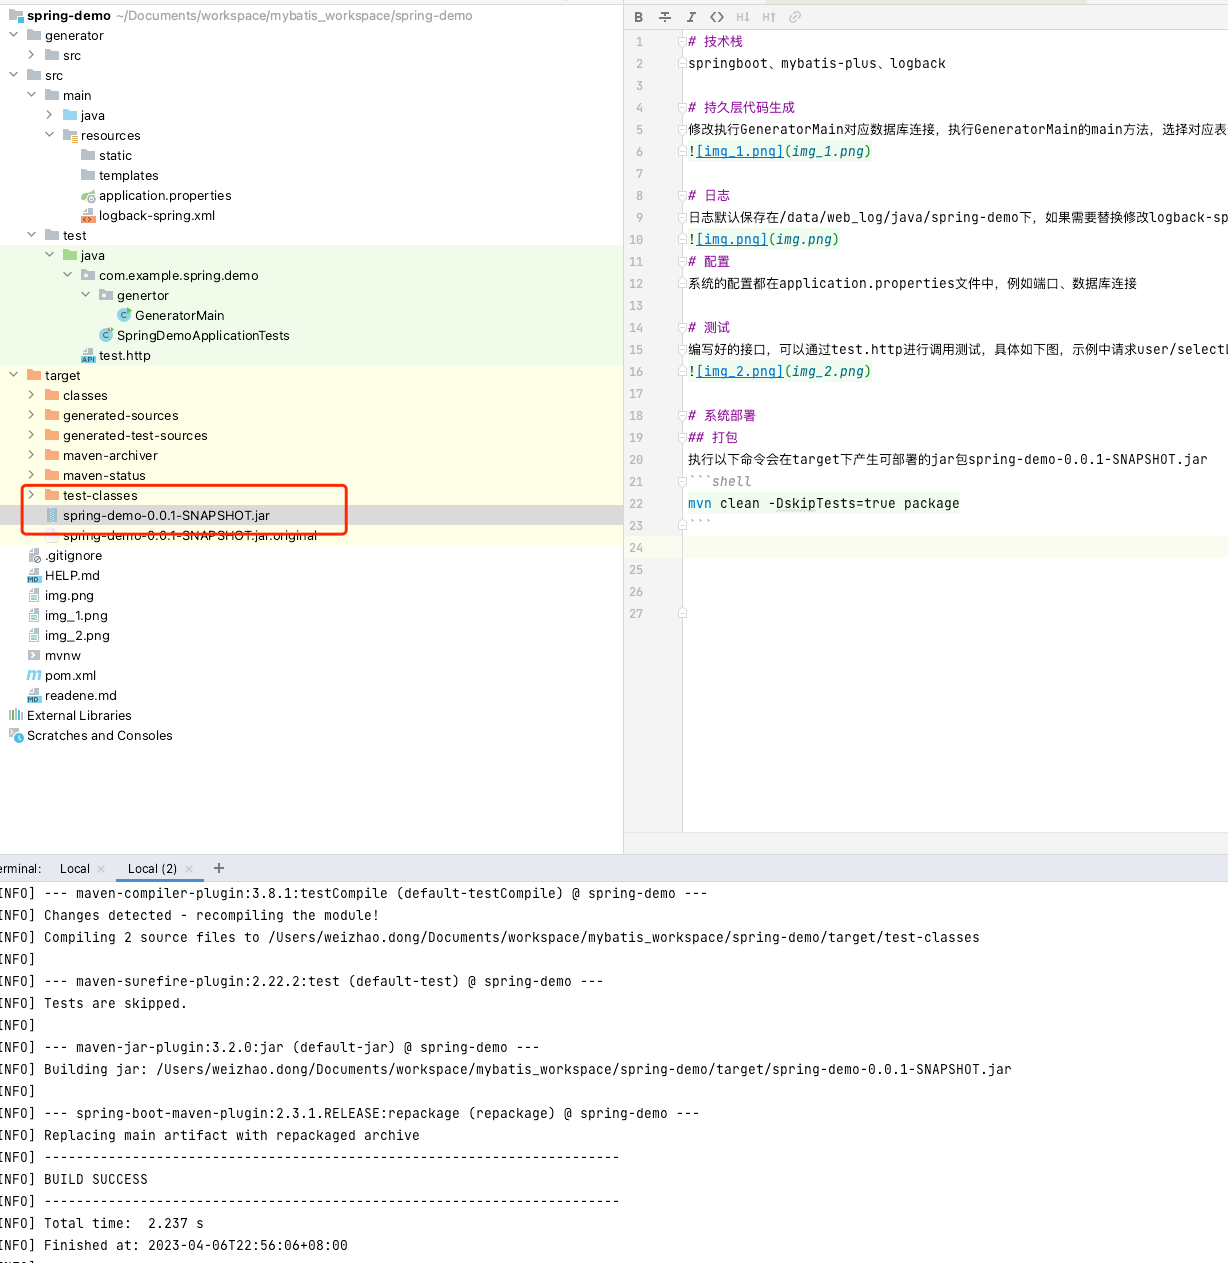 spring-demo ~/Documents/workspace/mybatis_workspace/spring-demo
generator
src
src
main
java
resources
static
templates
application.properties
logback-spring.xml
test
java
com.example.spring.demo
genertor
GeneratorMain
SpringDemoApplicationTests
test.http
target
classes
generated-sources
generated-test-sources
maven-archiver
maven-status
test-classes
spring-demo-0.0.1-SNAPSHOT.jar
spring-demo-0.0.1-SNAPSHOT.jar.original
.gitignore
HELP.md
img.png
img_1.png
img_2.png
mvnw
pom.xml
readene.md
External Libraries
Scratches and Consoles
B I <> H↓ H↑
1 # 技术栈
2 springboot、mybatis-plus、logback
3
4 # 持久层代码生成
5 修改执行GeneratorMain对应数据库连接，执行GeneratorMain的main方法，选择对应表
6 ![img_1.png](img_1.png)
7
8 # 日志
9 日志默认保存在/data/web_log/java/spring-demo下，如果需要替换修改logback-sp
10 ![img.png](img.png)
11 # 配置
12 系统的配置都在application.properties文件中，例如端口、数据库连接
13
14 # 测试
15 编写好的接口，可以通过test.http进行调用测试，具体如下图，示例中请求user/selectL
16 ![img_2.png](img_2.png)
17
18 # 系统部署
19 ## 打包
20 执行以下命令会在target下产生可部署的jar包spring-demo-0.0.1-SNAPSHOT.jar
21 ```shell
22 mvn clean -DskipTests=true package
23 ```
24
25
26
27
erminal: Local × Local (2) × +
INFO] --- maven-compiler-plugin:3.8.1:testCompile (default-testCompile) @ spring-demo ---
INFO] Changes detected - recompiling the module!
INFO] Compiling 2 source files to /Users/weizhao.dong/Documents/workspace/mybatis_workspace/spring-demo/target/test-classes
INFO]
INFO] --- maven-surefire-plugin:2.22.2:test (default-test) @ spring-demo ---
INFO] Tests are skipped.
INFO]
INFO] --- maven-jar-plugin:3.2.0:jar (default-jar) @ spring-demo ---
INFO] Building jar: /Users/weizhao.dong/Documents/workspace/mybatis_workspace/spring-demo/target/spring-demo-0.0.1-SNAPSHOT.jar
INFO]
INFO] --- spring-boot-maven-plugin:2.3.1.RELEASE:repackage (repackage) @ spring-demo ---
INFO] Replacing main artifact with repackaged archive
INFO] ------------------------------------------------------------------------
INFO] BUILD SUCCESS
INFO] ------------------------------------------------------------------------
INFO] Total time:  2.237 s
INFO] Finished at: 2023-04-06T22:56:06+08:00